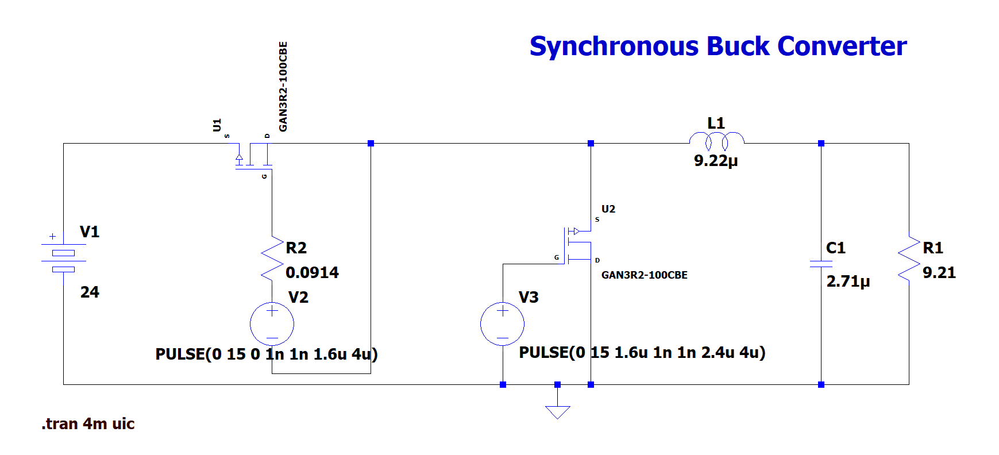 Synchronous Buck Converter
GAN3R2-100CBE
U1
S
D
G
L1
9.22µ
V1
+
24
R2
0.0914
V2
PULSE(0 15 0 1n 1n 1.6u 4u)
U2
S
G
D
GAN3R2-100CBE
V3
PULSE(0 15 1.6u 1n 1n 2.4u 4u)
C1
2.71µ
R1
9.21
.tran 4m uic